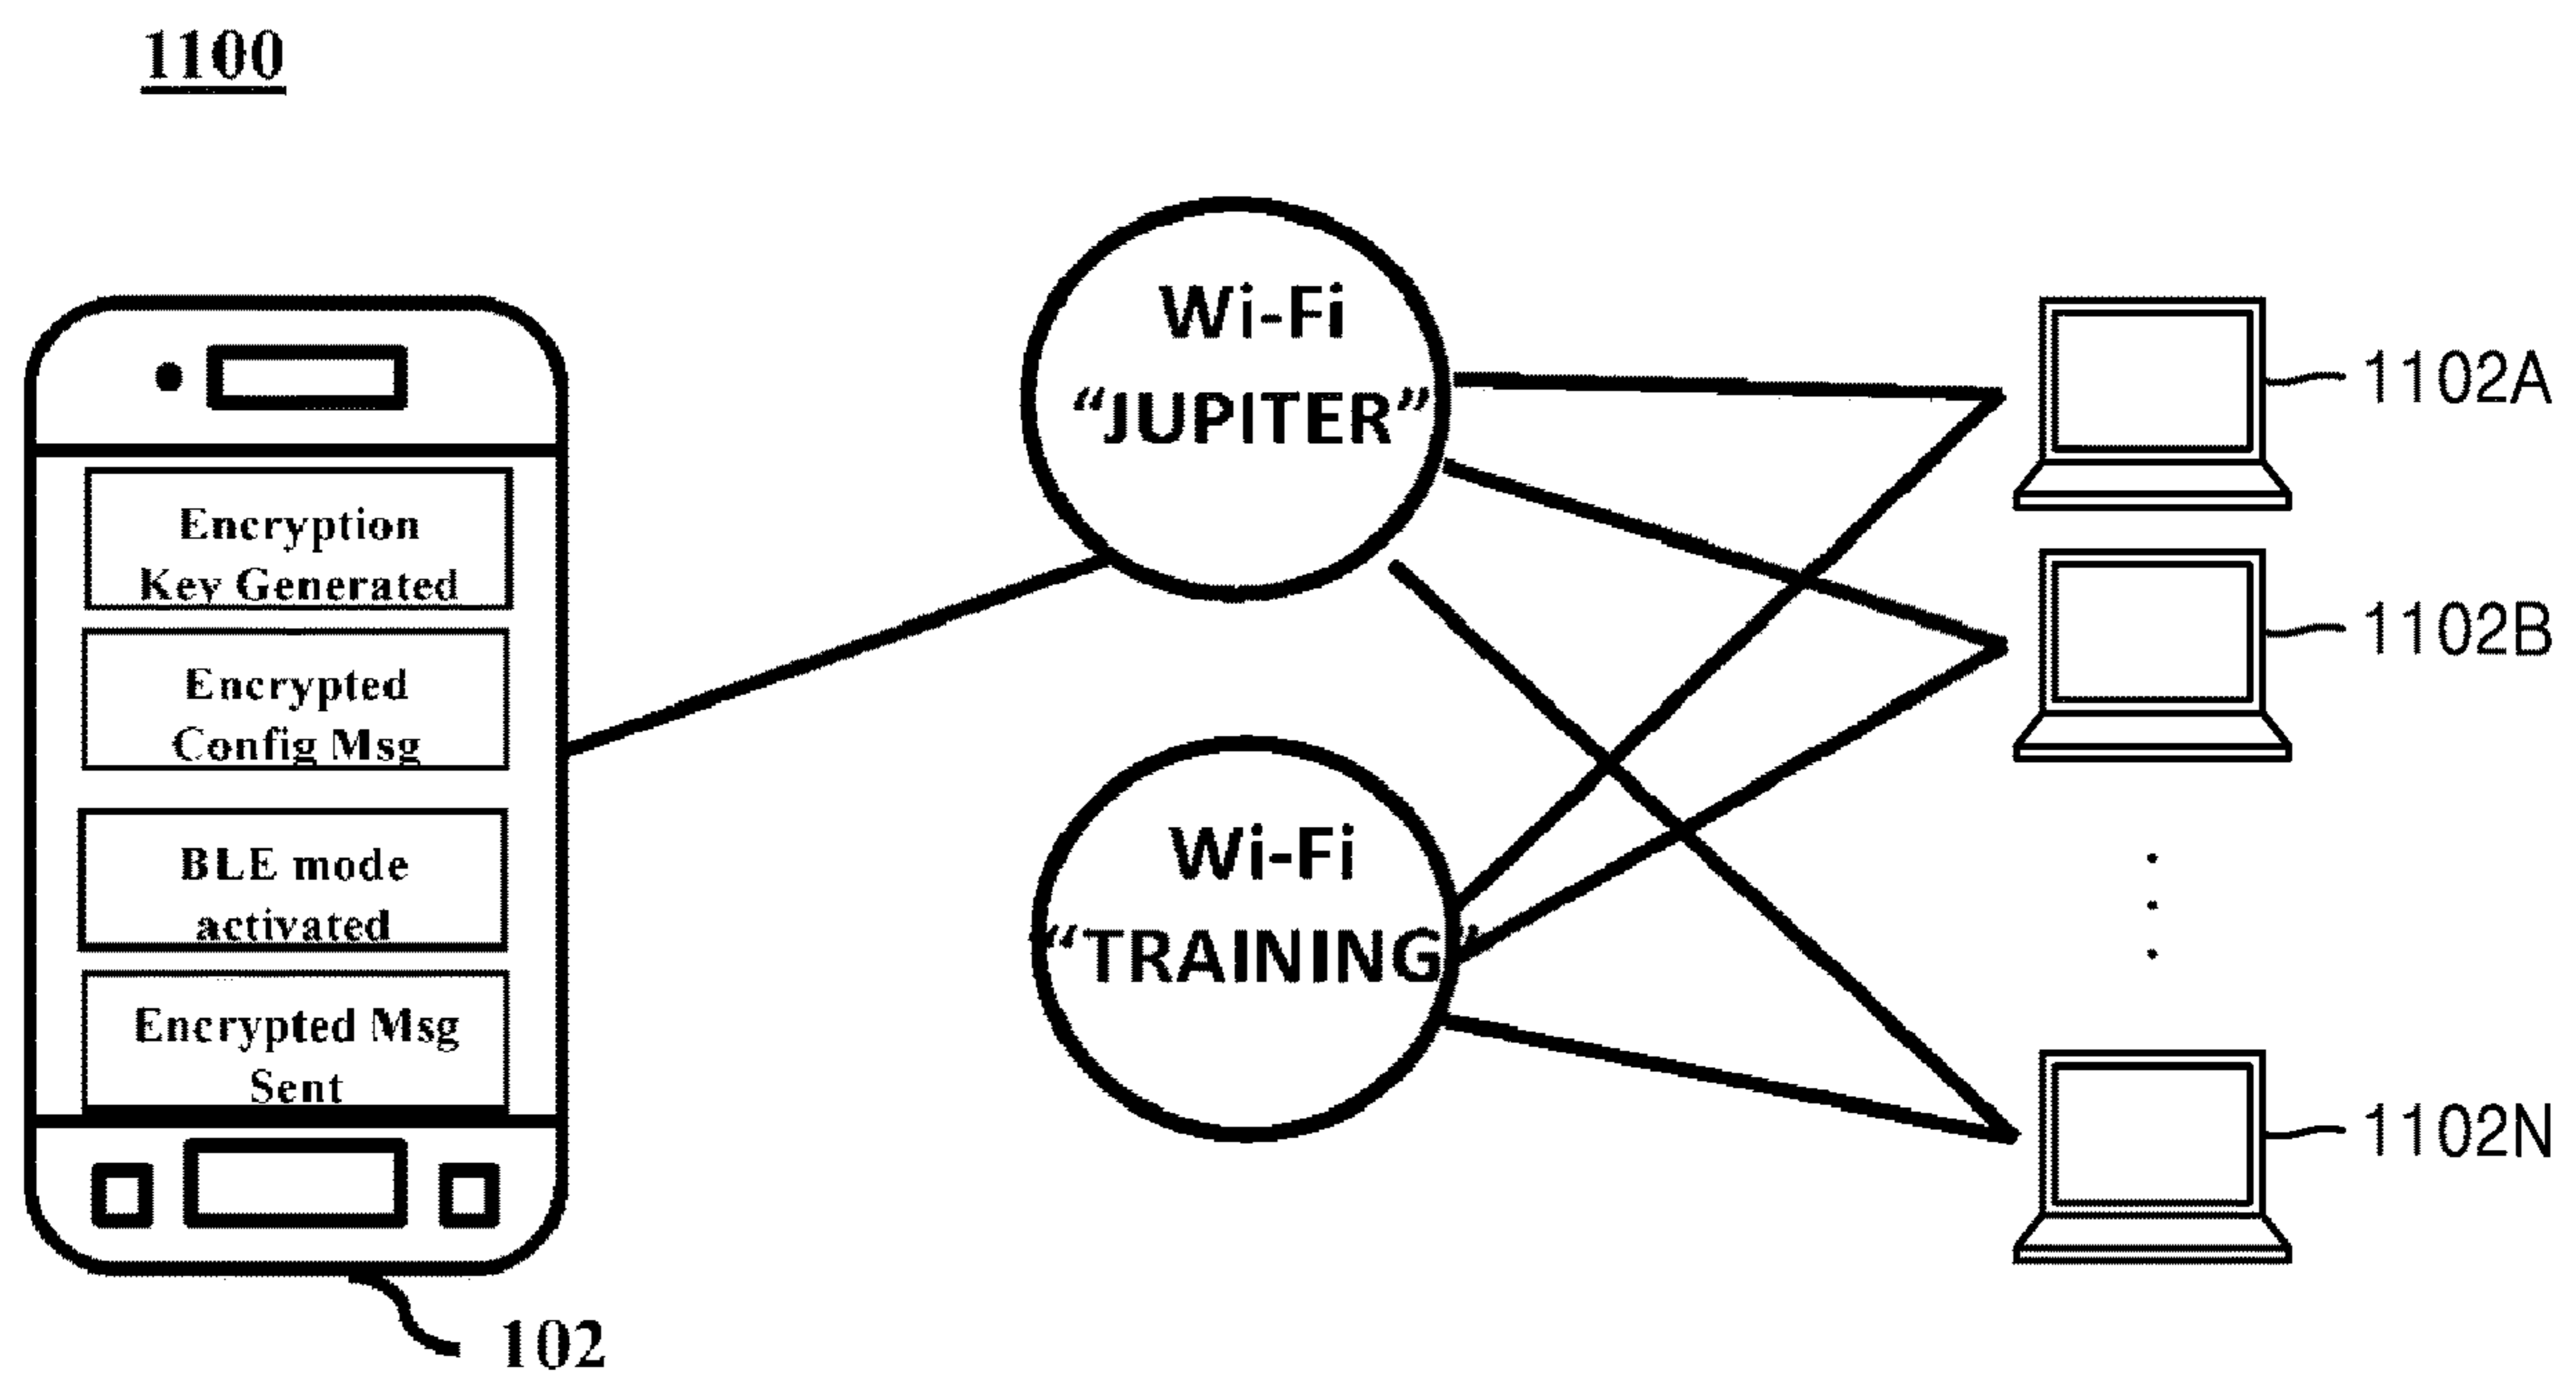 1100
Encryption
Key Generated
Encrypted
Config Msg
BLE mode
activated
Encrypted Msg
Sent
102
Wi-Fi
“JUPITER”
Wi-Fi
“TRAINING”
1102A
1102B
1102N